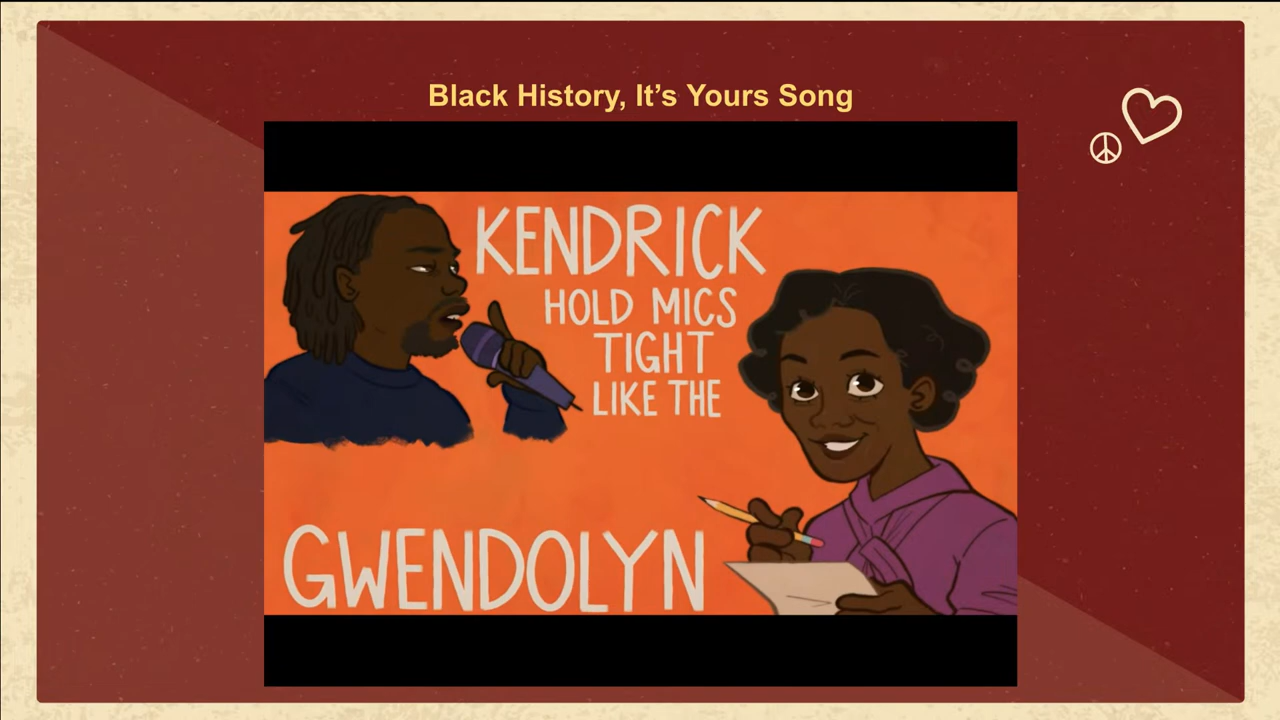 Black History, It’s Yours Song
KENDRICK
HOLD MICS
TIGHT
LIKE THE
GWENDOLYN